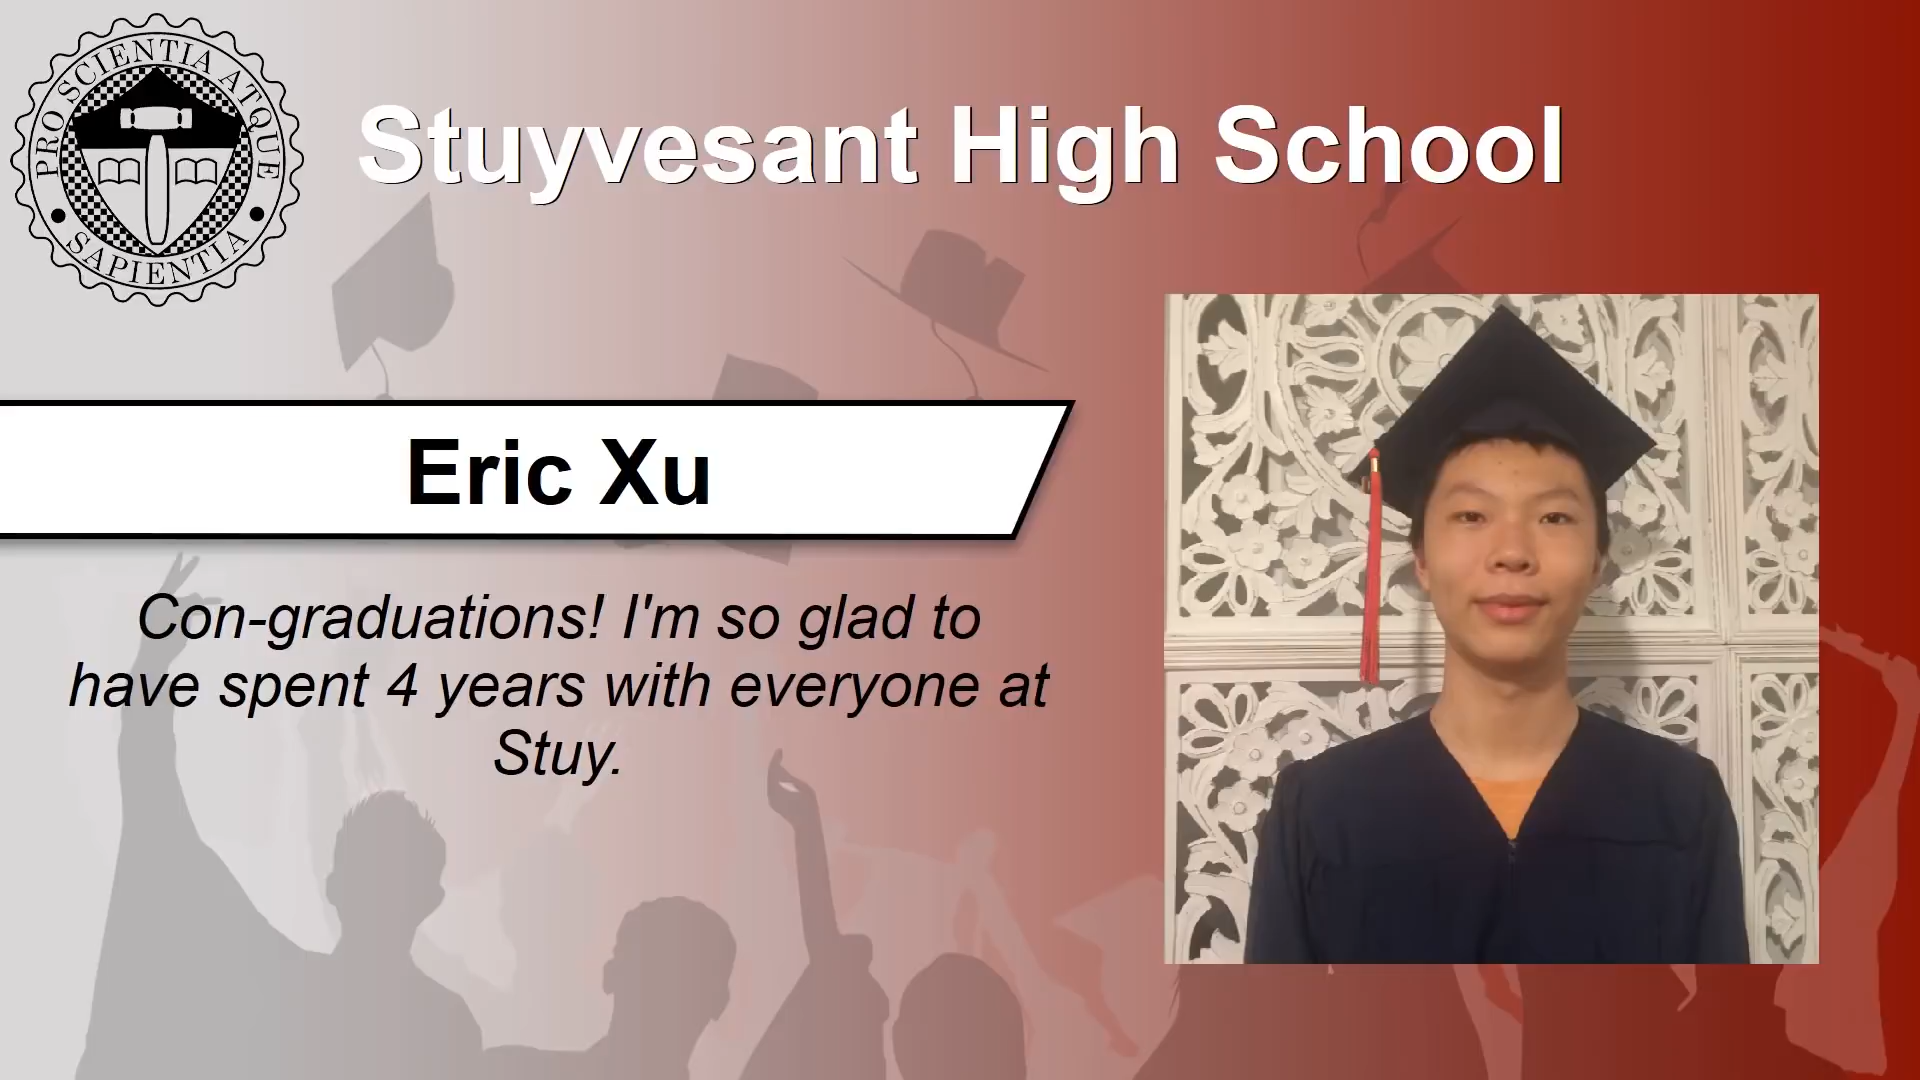 PRO SCIENTIA ATQUE
SAPIENTIA
Stuyvesant High School
Eric Xu
Con-graduations! I'm so glad to
have spent 4 years with everyone at
Stuy.